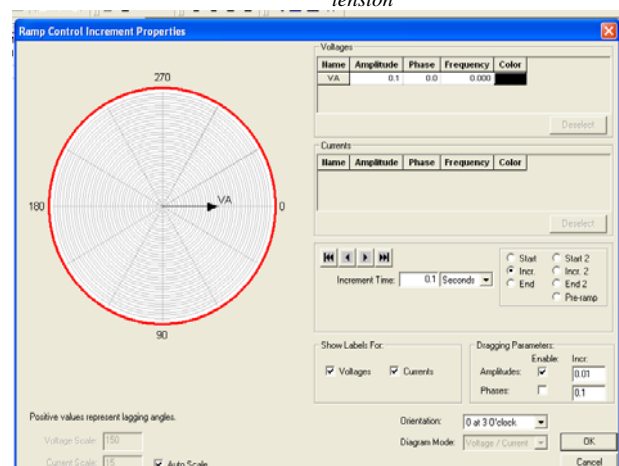 tension
Ramp Control Increment Properties
270
180
0
VA
90
Voltages
Name Amplitude Phase Frequency Color
VA 0.1 0.0 0.000
Deselect
Currents
Name Amplitude Phase Frequency Color
Deselect
Increment Time: 0.1 Seconds
Start Start 2
Incr. Incr. 2
End End 2
Pre-ramp
Show Labels For:
Voltages Currents
Dragging Parameters:
Enable: Incr.
Amplitudes: 0.01
Phases: 0.1
Positive values represent lagging angles.
Voltage Scale: 150
Current Scale: 15
Auto Scale
Orientation: 0 at 3 O'clock
Diagram Mode: Voltage / Current
OK
Cancel